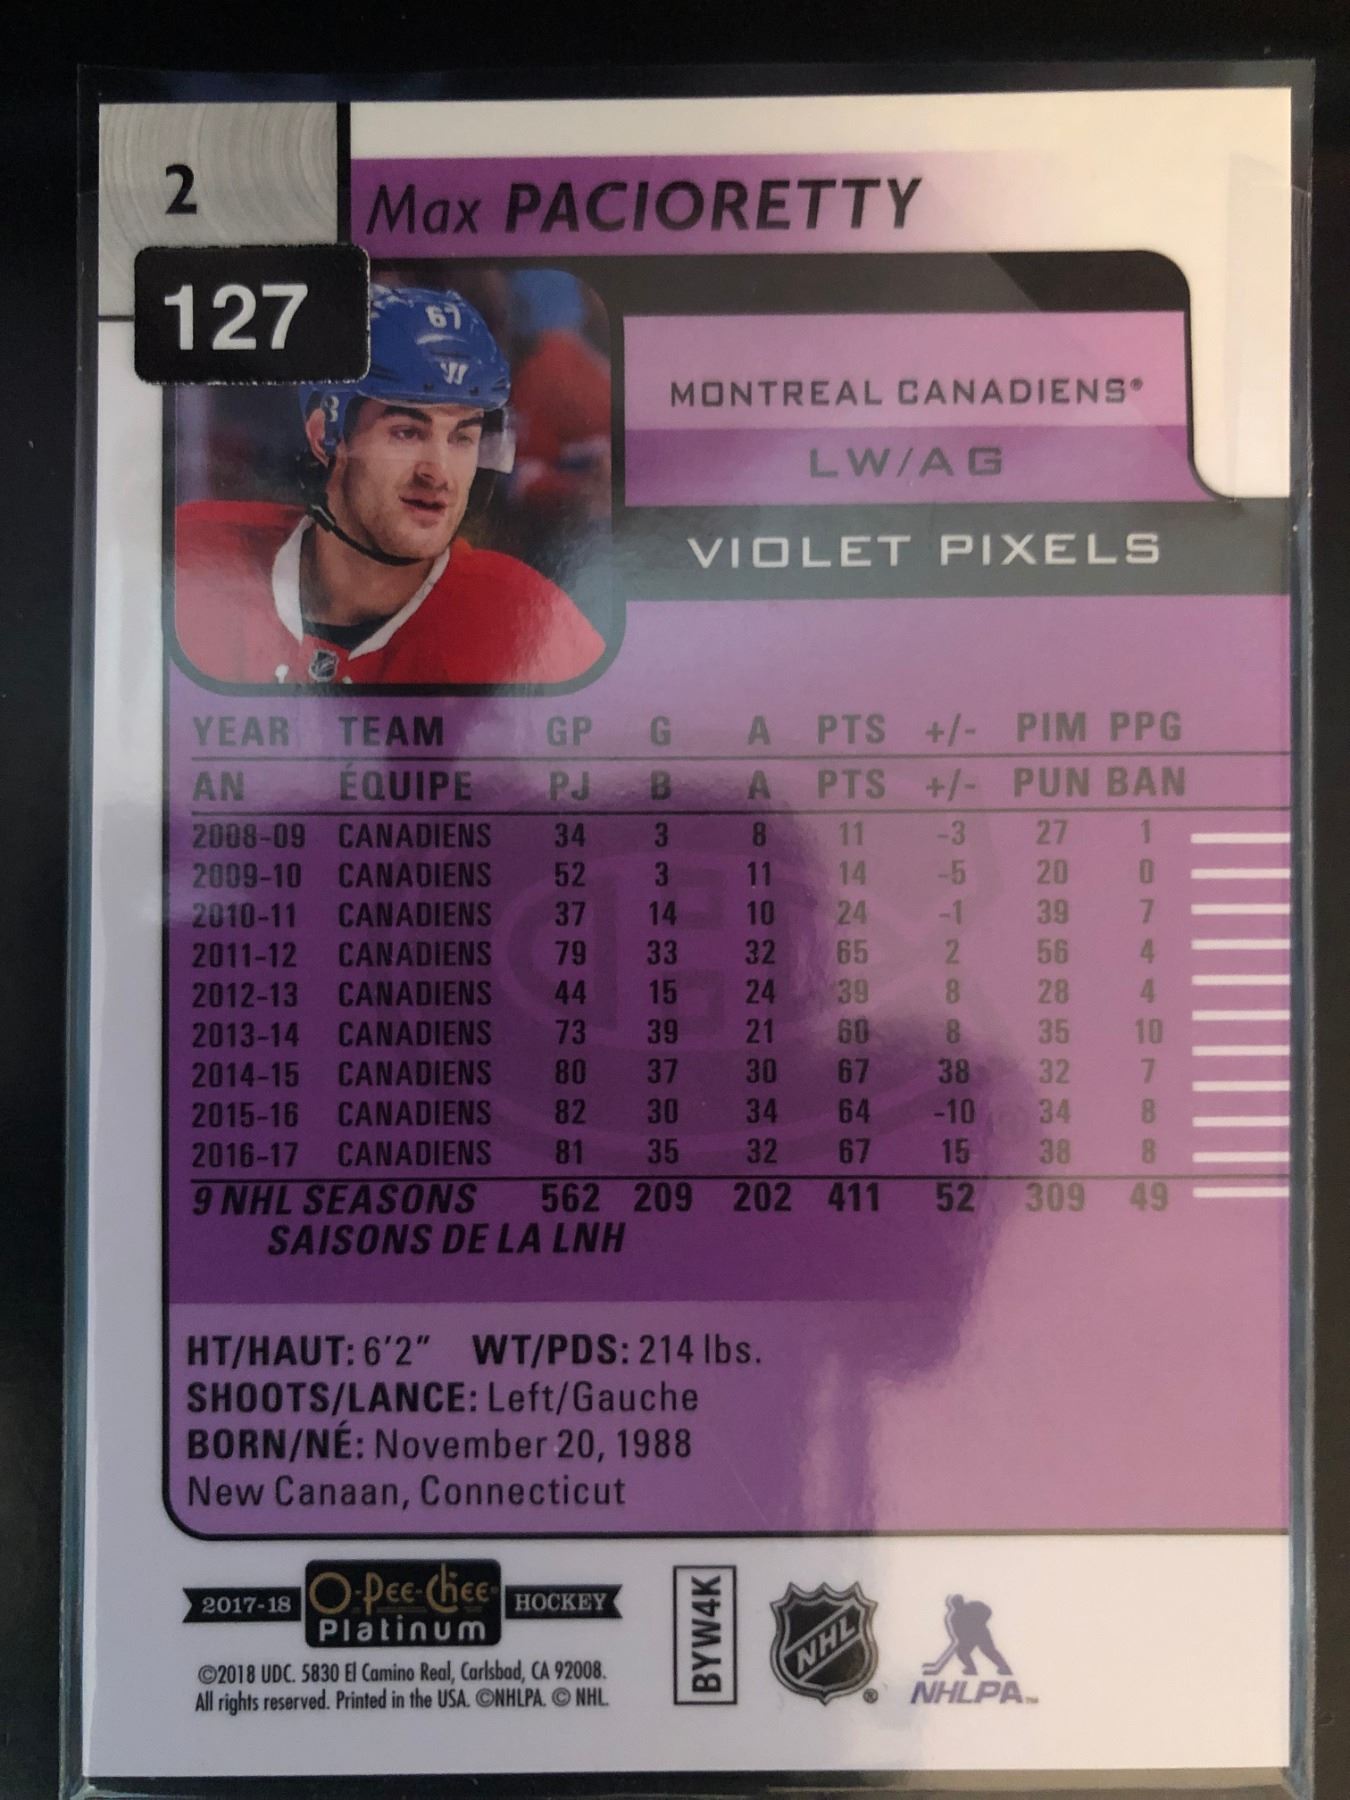 2
Max PACIORETTY
127
67
MONTREAL CANADIENS®
LW/AG
VIOLET PIXELS
YEAR TEAM GP G A PTS +/- PIM PPG
AN ÉQUIPE PJ B A PTS +/- PUN BAN
2008-09 CANADIENS 34 3 8 11 -3 27 1
2009-10 CANADIENS 52 3 11 14 -5 20 0
2010-11 CANADIENS 37 14 10 24 -1 39 7
2011-12 CANADIENS 79 33 32 65 2 56 4
2012-13 CANADIENS 44 15 24 39 8 28 4
2013-14 CANADIENS 73 39 21 60 8 35 10
2014-15 CANADIENS 80 37 30 67 38 32 7
2015-16 CANADIENS 82 30 34 64 -10 34 8
2016-17 CANADIENS 81 35 32 67 15 38 8
9 NHL SEASONS 562 209 202 411 52 309 49
SAISONS DE LA LNH
HT/HAUT: 6'2" WT/PDS: 214 lbs.
SHOOTS/LANCE: Left/Gauche
BORN/NÉ: November 20, 1988
New Canaan, Connecticut
2017-18 O-Pee-Chee Platinum HOCKEY
©2018 UDC. 5830 El Camino Real, Carlsbad, CA 92008.
All rights reserved. Printed in the USA. ©NHLPA. © NHL.
BYW4K
NHL®
NHLPA™